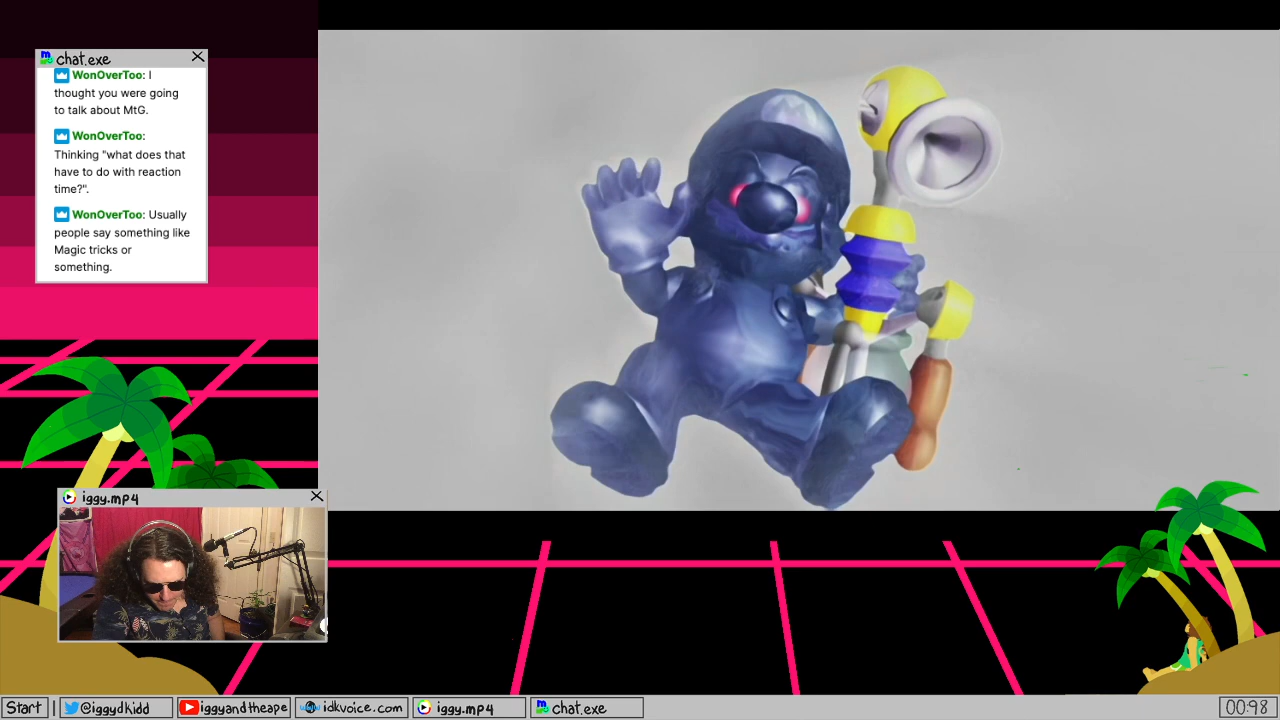 chat.exe
WonOverToo: I
thought you were going
to talk about MtG.
WonOverToo:
Thinking "what does that
have to do with reaction
time?".
WonOverToo: Usually
people say something like
Magic tricks or
something.
iggy.mp4
Start | @iggydkidd iggyandtheape www idkvoice.com iggy.mp4 chat.exe 00:98